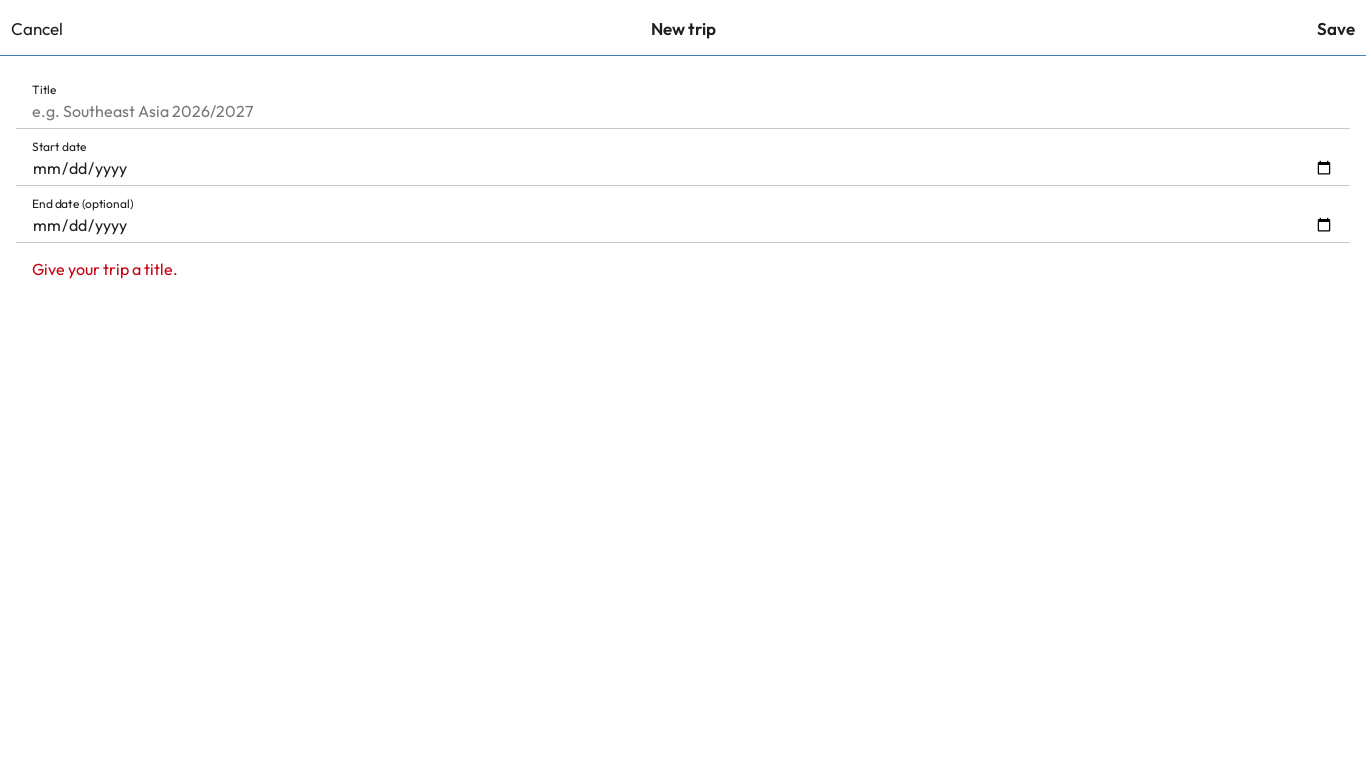 Cancel
New trip
Save
Title
e.g. Southeast Asia 2026/2027
Start date
mm/dd/yyyy
End date (optional)
mm/dd/yyyy
Give your trip a title.